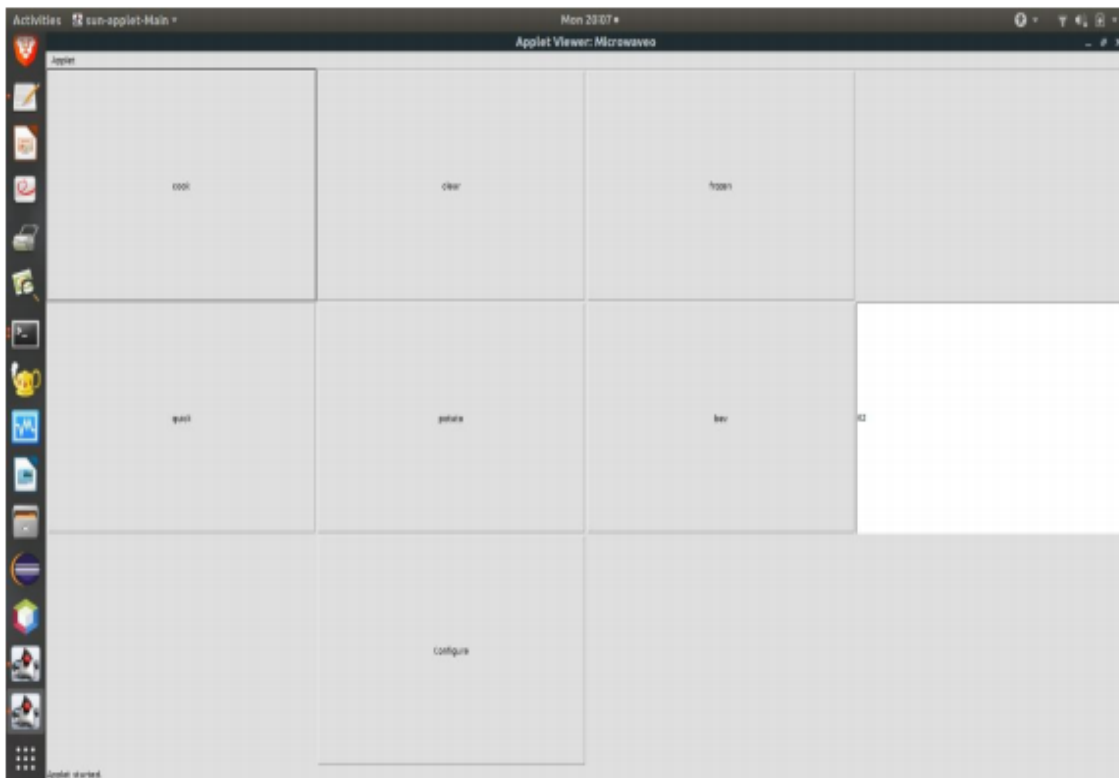 Activities sun-applet-Main
Mon 20:07
Applet Viewer: Microwaveo
Applet
cook
clear
frozen
quick
potato
bev
Configure
Applet started.